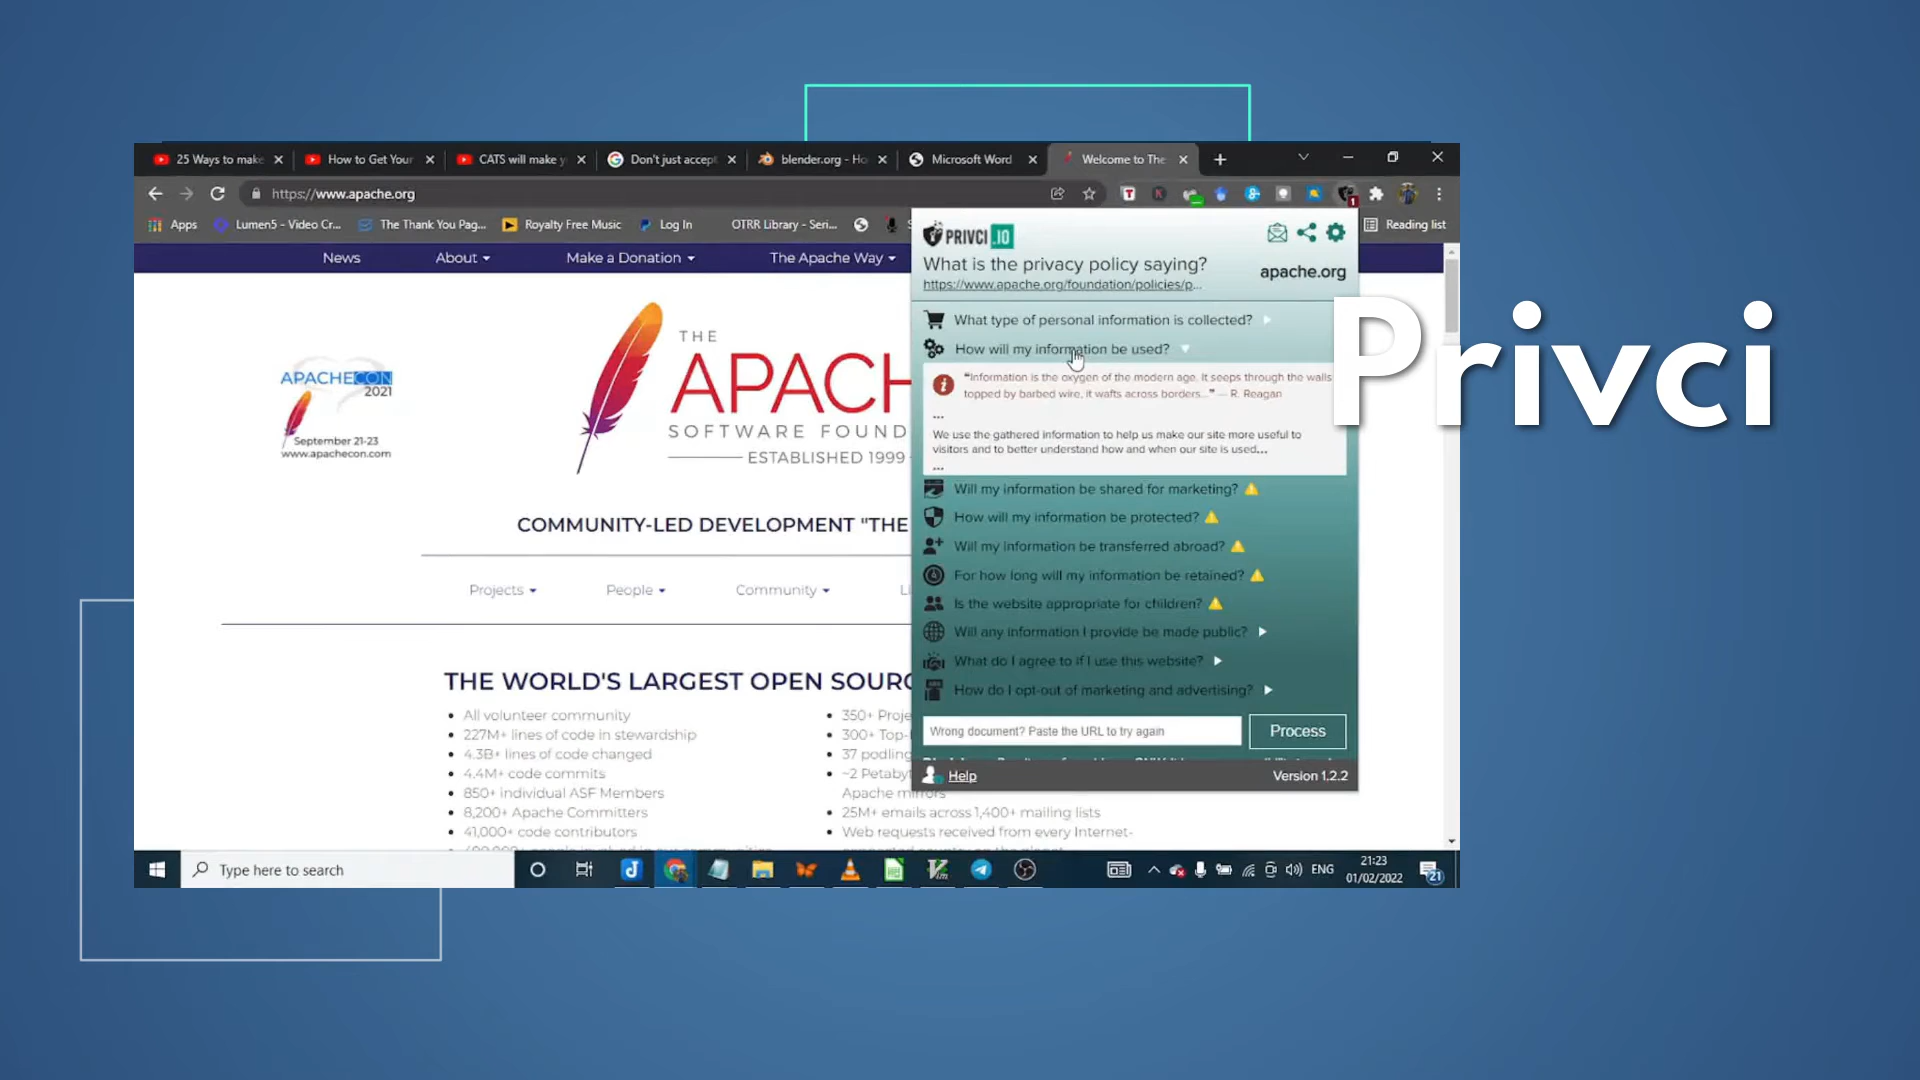 25 Ways to make
How to Get Your
CATS will make y
Don't just accept
blender.org - Ho
Microsoft Word
Welcome to The
https://www.apache.org
Apps
Lumen5 - Video Cr...
The Thank You Pag...
Royalty Free Music
Log In
OTRR Library - Seri...
Reading list
News
About
Make a Donation
The Apache Way
APACHECON
2021
September 21-23
www.apachecon.com
THE
APACH
SOFTWARE FOUND
ESTABLISHED 1999
COMMUNITY-LED DEVELOPMENT "THE
Projects
People
Community
THE WORLD'S LARGEST OPEN SOURC
All volunteer community
227M+ lines of code in stewardship
4.3B+ lines of code changed
4.4M+ code commits
850+ individual ASF Members
8,200+ Apache Committers
41,000+ code contributors
350+ Proje
300+ Top-
37 podling
~2 Petabyt
Apache mirrors
25M+ emails across 1,400+ mailing lists
Web requests received from every Internet-
PRIVCI.IO
What is the privacy policy saying?
apache.org
https://www.apache.org/foundation/policies/p...
What type of personal information is collected?
How will my information be used?
"Information is the oxygen of the modern age. It seeps through the walls
topped by barbed wire, it wafts across borders..." — R. Reagan
...
We use the gathered information to help us make our site more useful to
visitors and to better understand how and when our site is used...
...
Will my information be shared for marketing?
How will my information be protected?
Will my information be transferred abroad?
For how long will my information be retained?
Is the website appropriate for children?
Will any information I provide be made public?
What do I agree to if I use this website?
How do I opt-out of marketing and advertising?
Wrong document? Paste the URL to try again
Process
Help
Version 1.2.2
Privci
Type here to search
ENG
21:23
01/02/2022
21